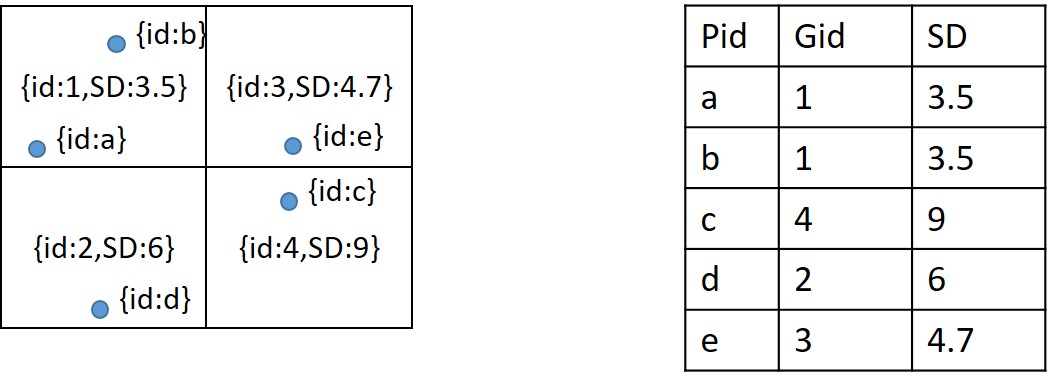 {id:b}
{id:1,SD:3.5}
{id:3,SD:4.7}
{id:a}
{id:e}
{id:c}
{id:2,SD:6}
{id:4,SD:9}
{id:d}
Pid Gid SD
a 1 3.5
b 1 3.5
c 4 9
d 2 6
e 3 4.7